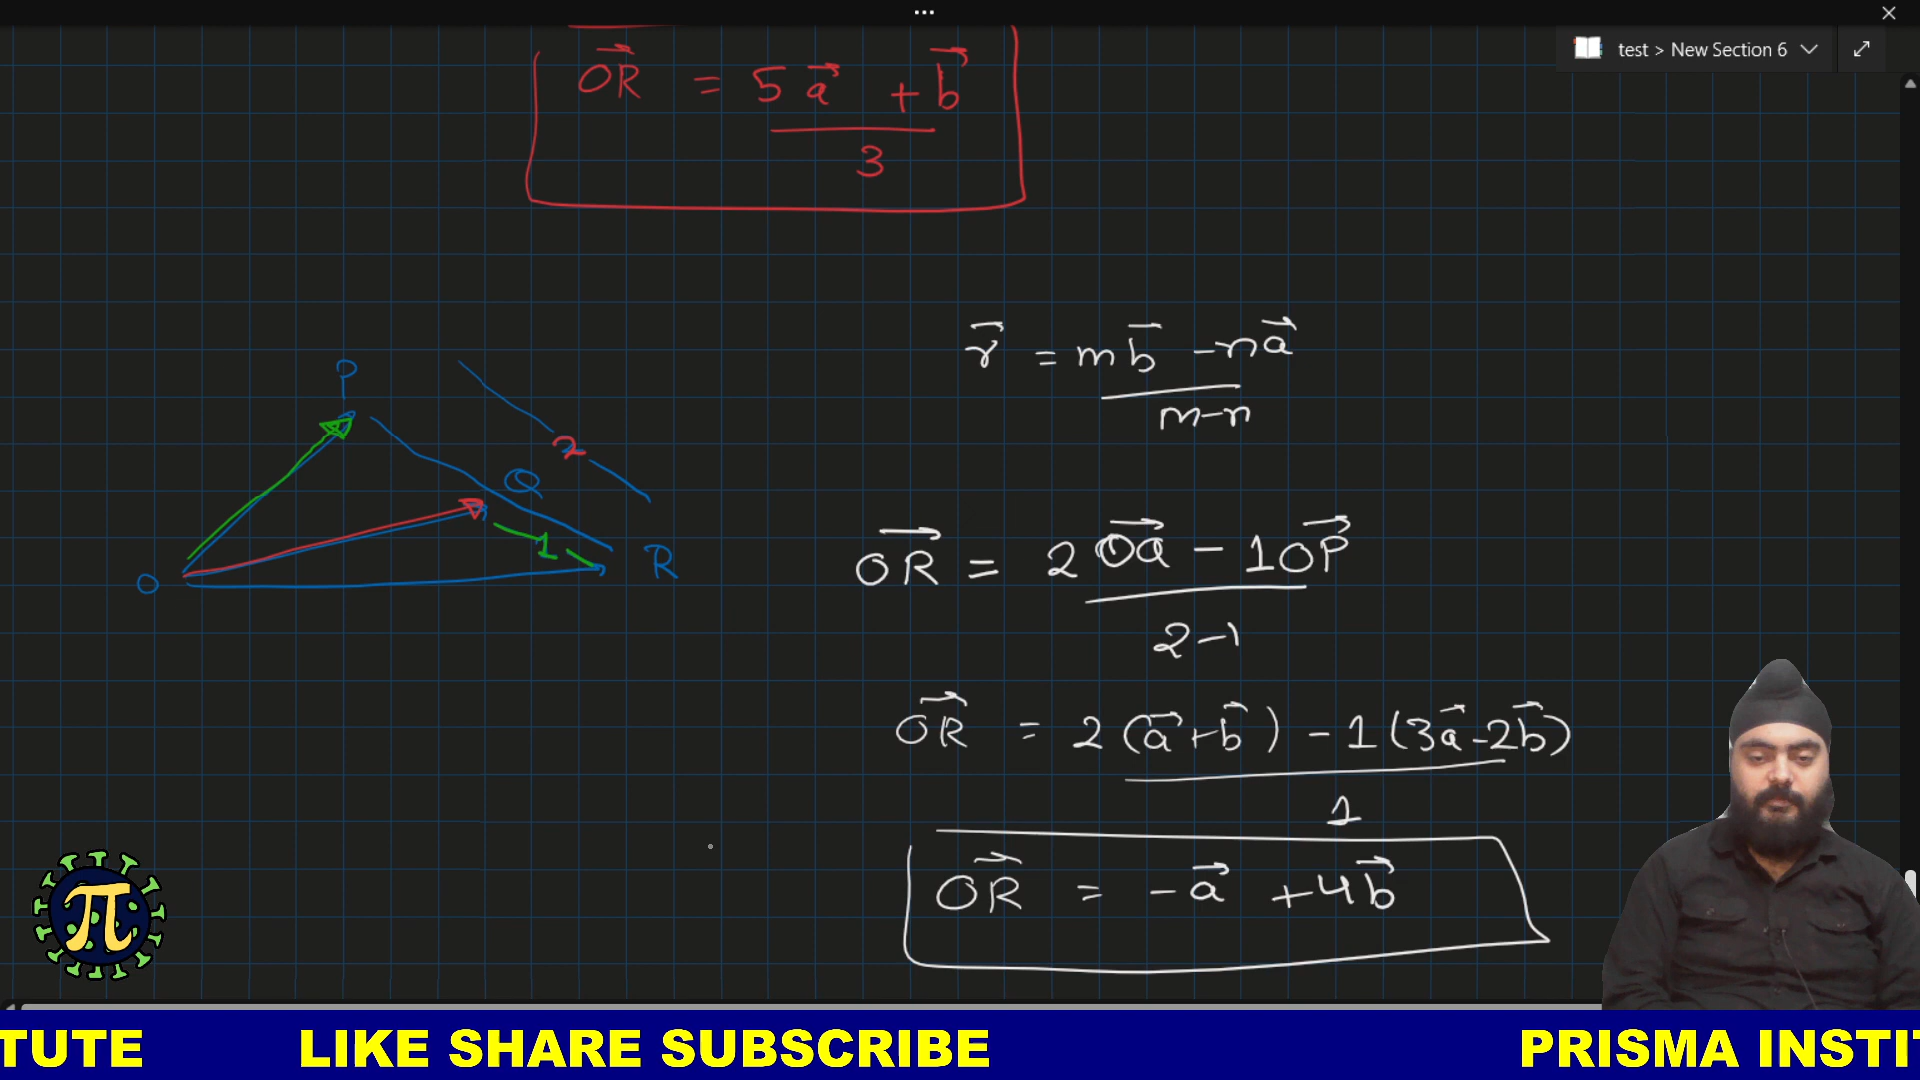 ...
test > New Section 6
OR = 5a + b
3
r = mb - na
m-n
P
2
Q
1
O
R
OR = 2 OQ - 1OP
2-1
OR = 2 (a+b) - 1 (3a-2b)
1
OR = -a + 4b
π
TUTE LIKE SHARE SUBSCRIBE PRISMA INSTI